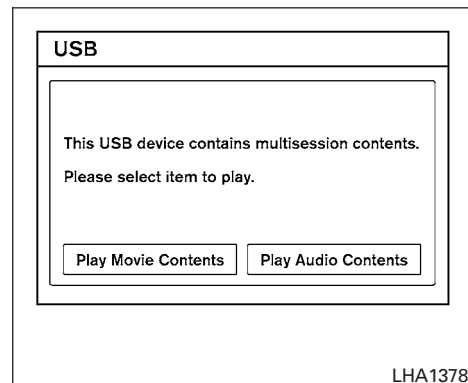 USB
This USB device contains multisession contents.
Please select item to play.
Play Movie Contents Play Audio Contents
LHA1378